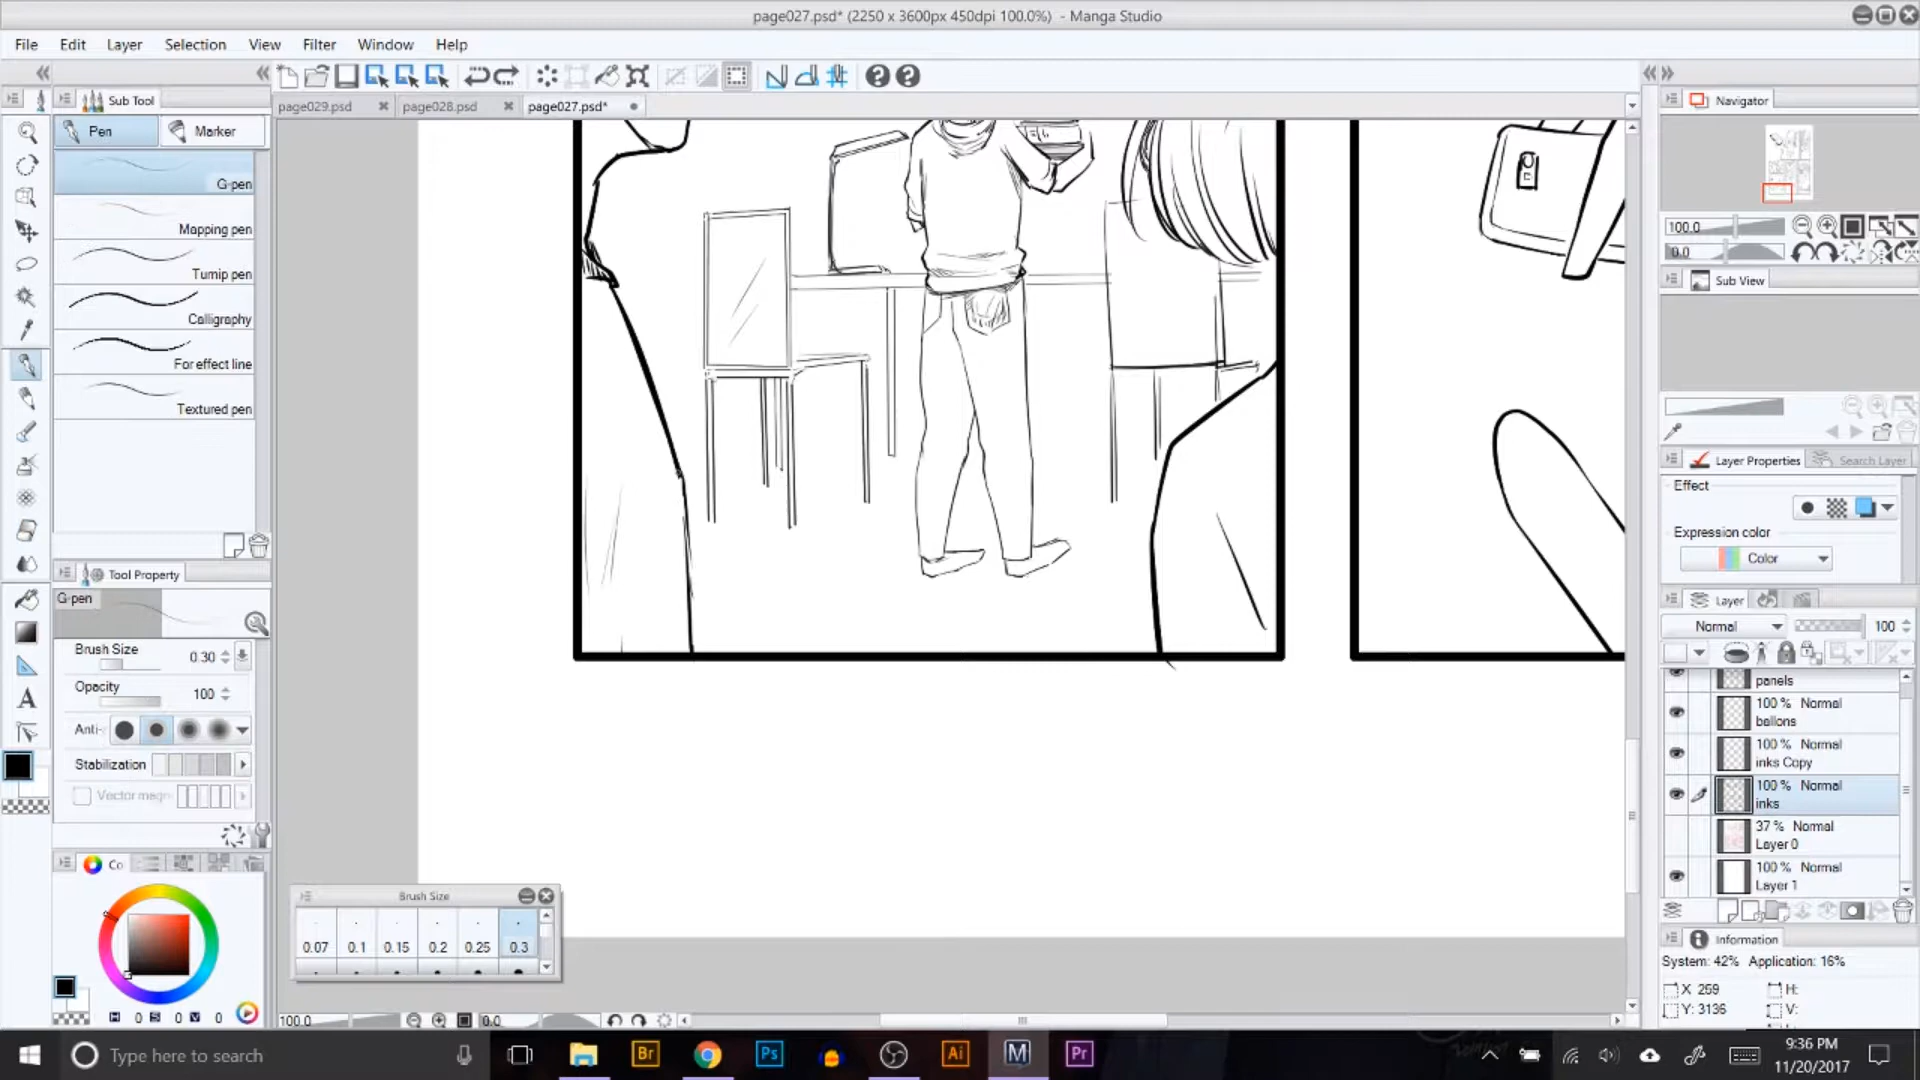 page027.psd* (2250 x 3600px 450dpi 100.0%)  - Manga Studio
File Edit Layer Selection View Filter Window Help
Sub Tool
page029.psd page028.psd page027.psd*
Navigator
Pen Marker
G-pen
Mapping pen
Turnip pen
Calligraphy
For effect line
Textured pen
100.0
0.0
Sub View
Layer Properties Search Layer
Effect
Expression color
Color
Tool Property
G-pen
Brush Size 0.30
Opacity 100
Anti-
Stabilization
Vector magn
Co
H 0 S 0 V 0
Layer
Normal 100
panels
100 % Normal
ballons
100 % Normal
inks Copy
100 % Normal
inks
37 % Normal
Layer 0
100 % Normal
Layer 1
Brush Size
0.07 0.1 0.15 0.2 0.25 0.3
Information
System: 42% Application: 16%
X 259 H:
Y: 3136 V:
100.0 0.0
Type here to search
Br Ps Ai M Pr
9:36 PM
11/20/2017